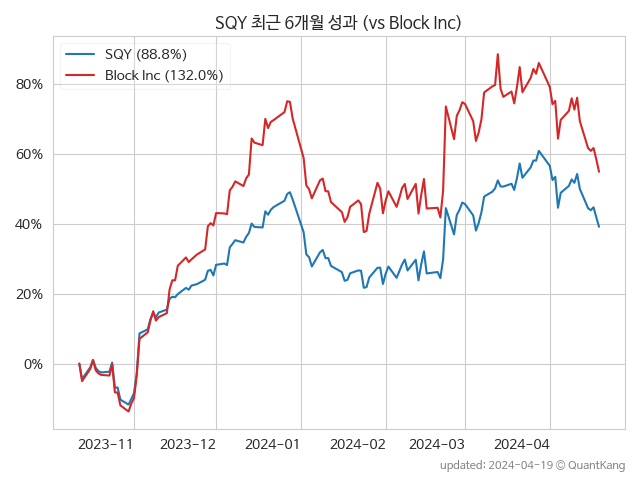 SQY 최근 6개월 성과 (vs Block Inc)
SQY (88.8%)
Block Inc (132.0%)
80%
60%
40%
20%
0%
2023-11 2023-12 2024-01 2024-02 2024-03 2024-04
updated: 2024-04-19 © QuantKang